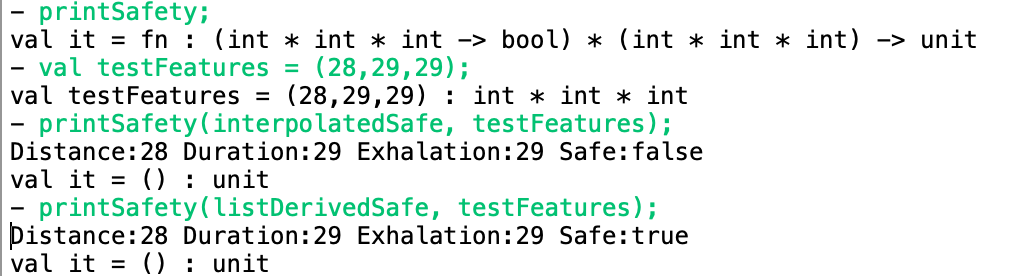 - printSafety;
val it = fn : (int * int * int -> bool) * (int * int * int) -> unit
- val testFeatures = (28,29,29);
val testFeatures = (28,29,29) : int * int * int
- printSafety(interpolatedSafe, testFeatures);
Distance:28 Duration:29 Exhalation:29 Safe:false
val it = () : unit
- printSafety(listDerivedSafe, testFeatures);
Distance:28 Duration:29 Exhalation:29 Safe:true
val it = () : unit